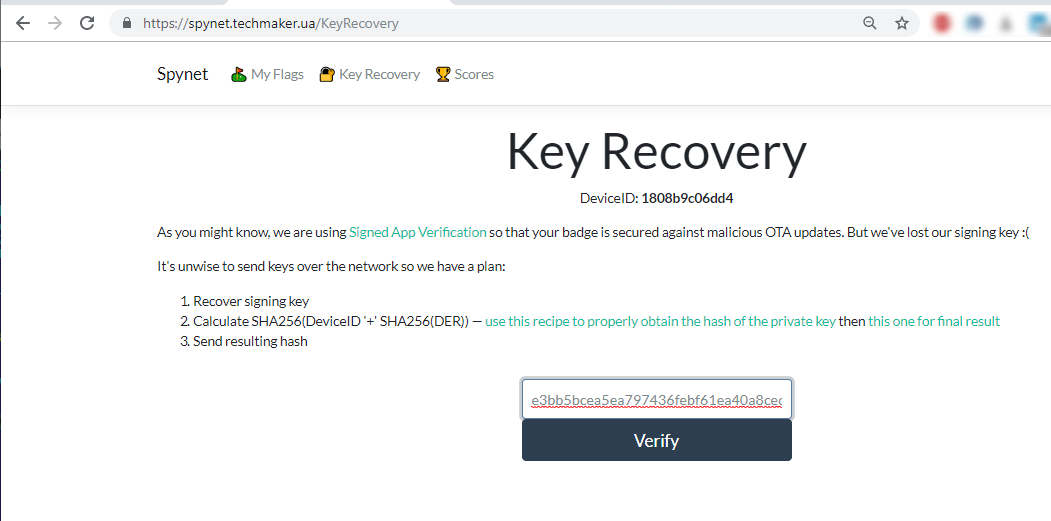 https://spynet.techmaker.ua/KeyRecovery
Spynet My Flags Key Recovery Scores
Key Recovery
DeviceID: 1808b9c06dd4
As you might know, we are using Signed App Verification so that your badge is secured against malicious OTA updates. But we've lost our signing key :(
It's unwise to send keys over the network so we have a plan:
1. Recover signing key
2. Calculate SHA256(DeviceID '+' SHA256(DER)) — use this recipe to properly obtain the hash of the private key then this one for final result
3. Send resulting hash
e3bb5bcea5ea797436febf61ea40a8cec
Verify